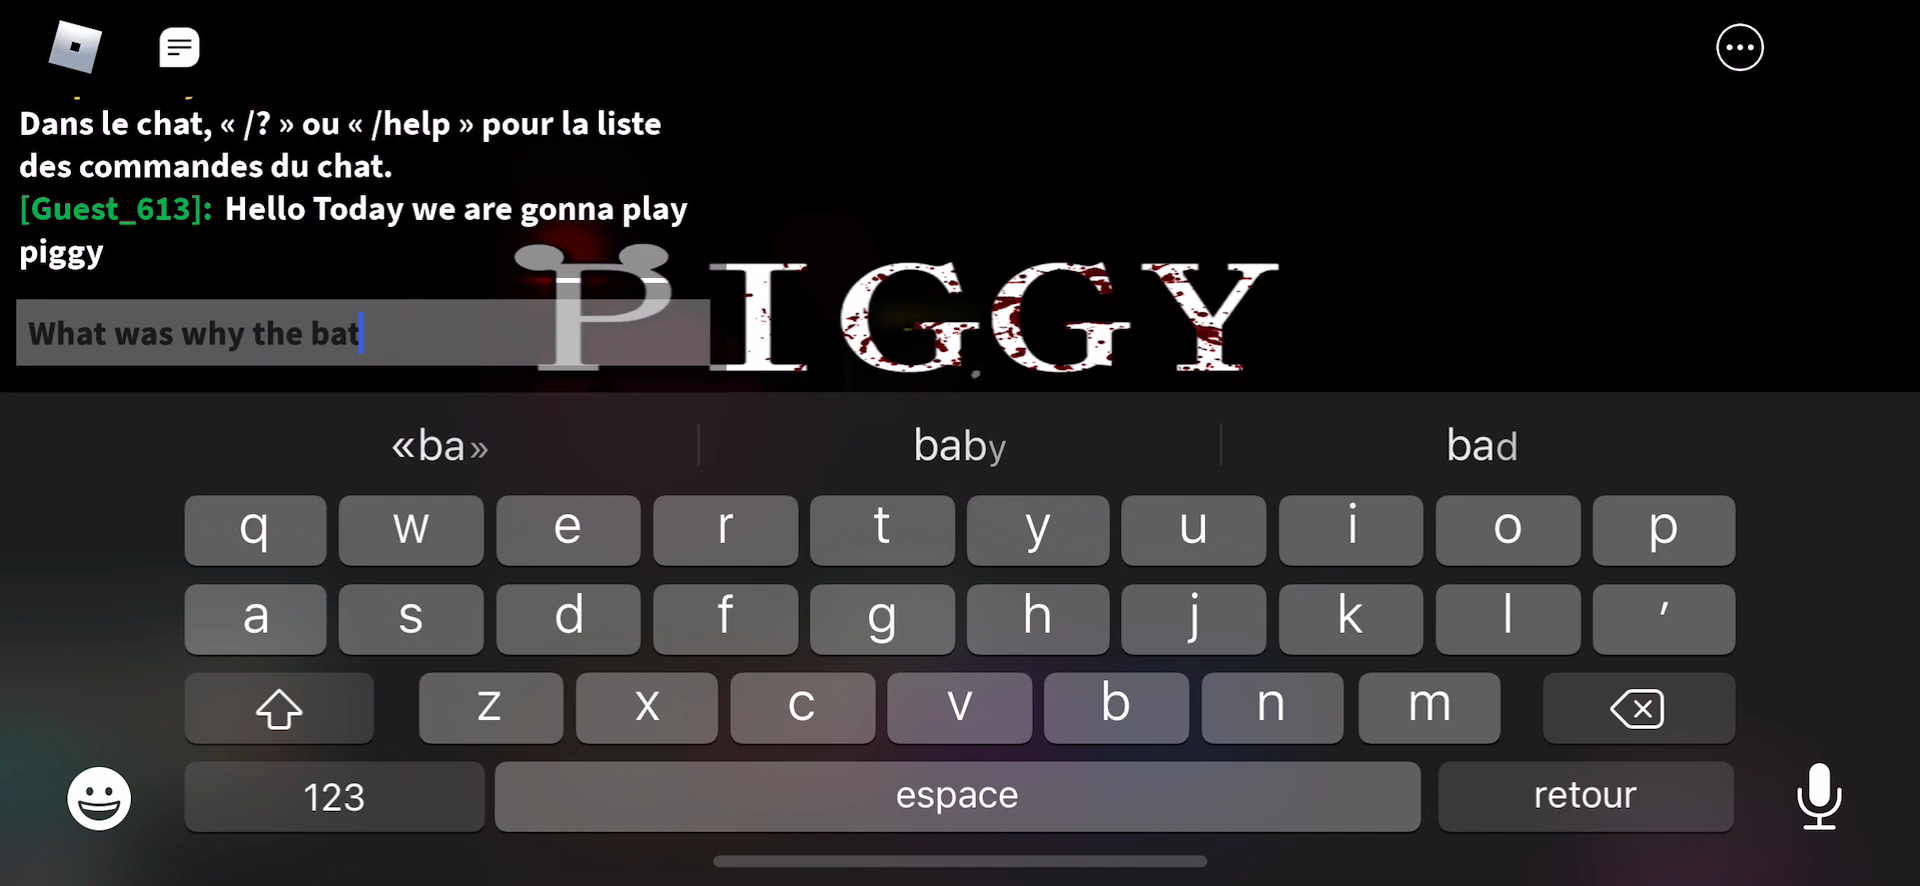 Dans le chat, « /? » ou « /help » pour la liste
des commandes du chat.
[Guest_613]: Hello Today we are gonna play
piggy
PIGGY
What was why the bat
«ba» baby bad
q w e r t y u i o p
a s d f g h j k l ′
z x c v b n m
123 espace retour